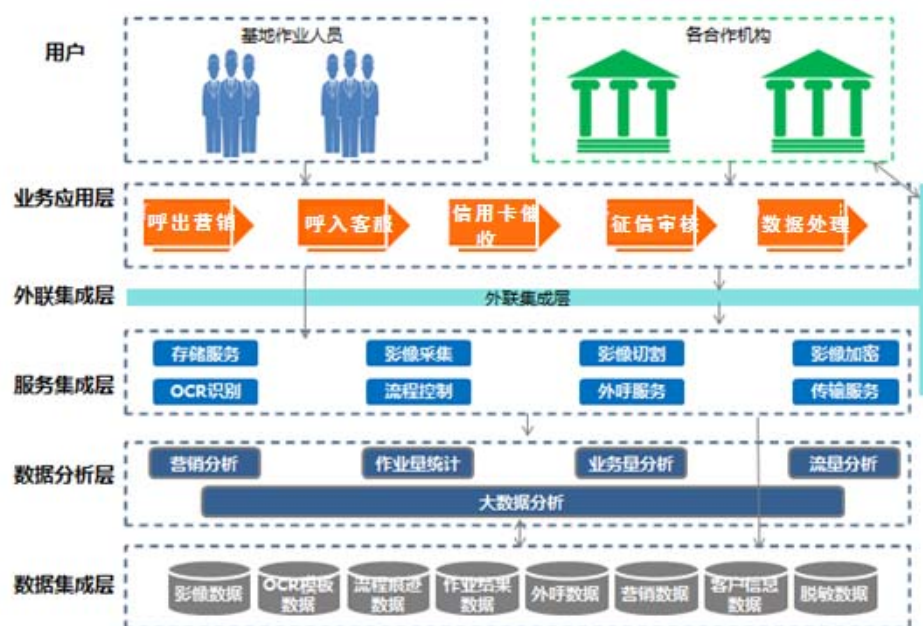 用户
基地作业人员
各合作机构
业务应用层
呼出营销
呼入客服
信用卡催
收
征信审核
数据处理
外联集成层
外联集成层
服务集成层
存储服务
影像采集
影像切割
影像加密
OCR识别
流程控制
外呼服务
传输服务
数据分析层
营销分析
作业量统计
业务量分析
流量分析
大数据分析
数据集成层
影像数据
OCR模板
数据
流程痕迹
数据
作业结果
数据
外呼数据
营销数据
客户信息
数据
脱敏数据